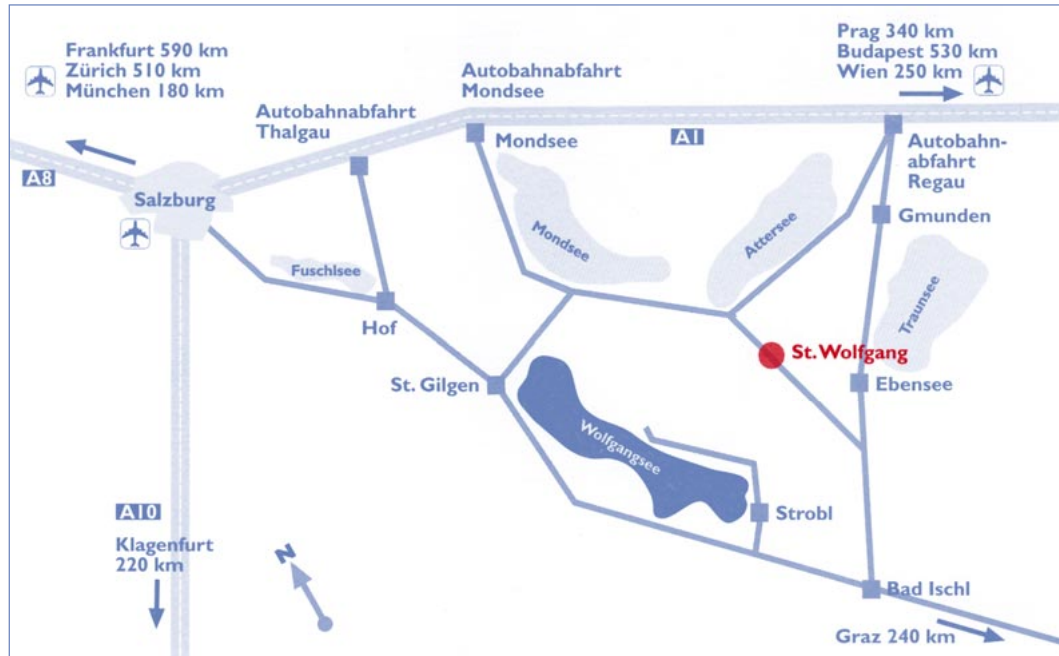 Frankfurt 590 km
Zürich 510 km
München 180 km
Prag 340 km
Budapest 530 km
Wien 250 km
Autobahnabfahrt
Mondsee
Autobahnabfahrt
Thalgau
Mondsee
A1
Autobahn-
abfahrt
Regau
A8
Salzburg
Gmunden
Mondsee
Attersee
Fuschlsee
Traunsee
Hof
St. Wolfgang
St. Gilgen
Ebensee
Wolfgangsee
A10
Strobl
Klagenfurt
220 km
N
Bad Ischl
Graz 240 km